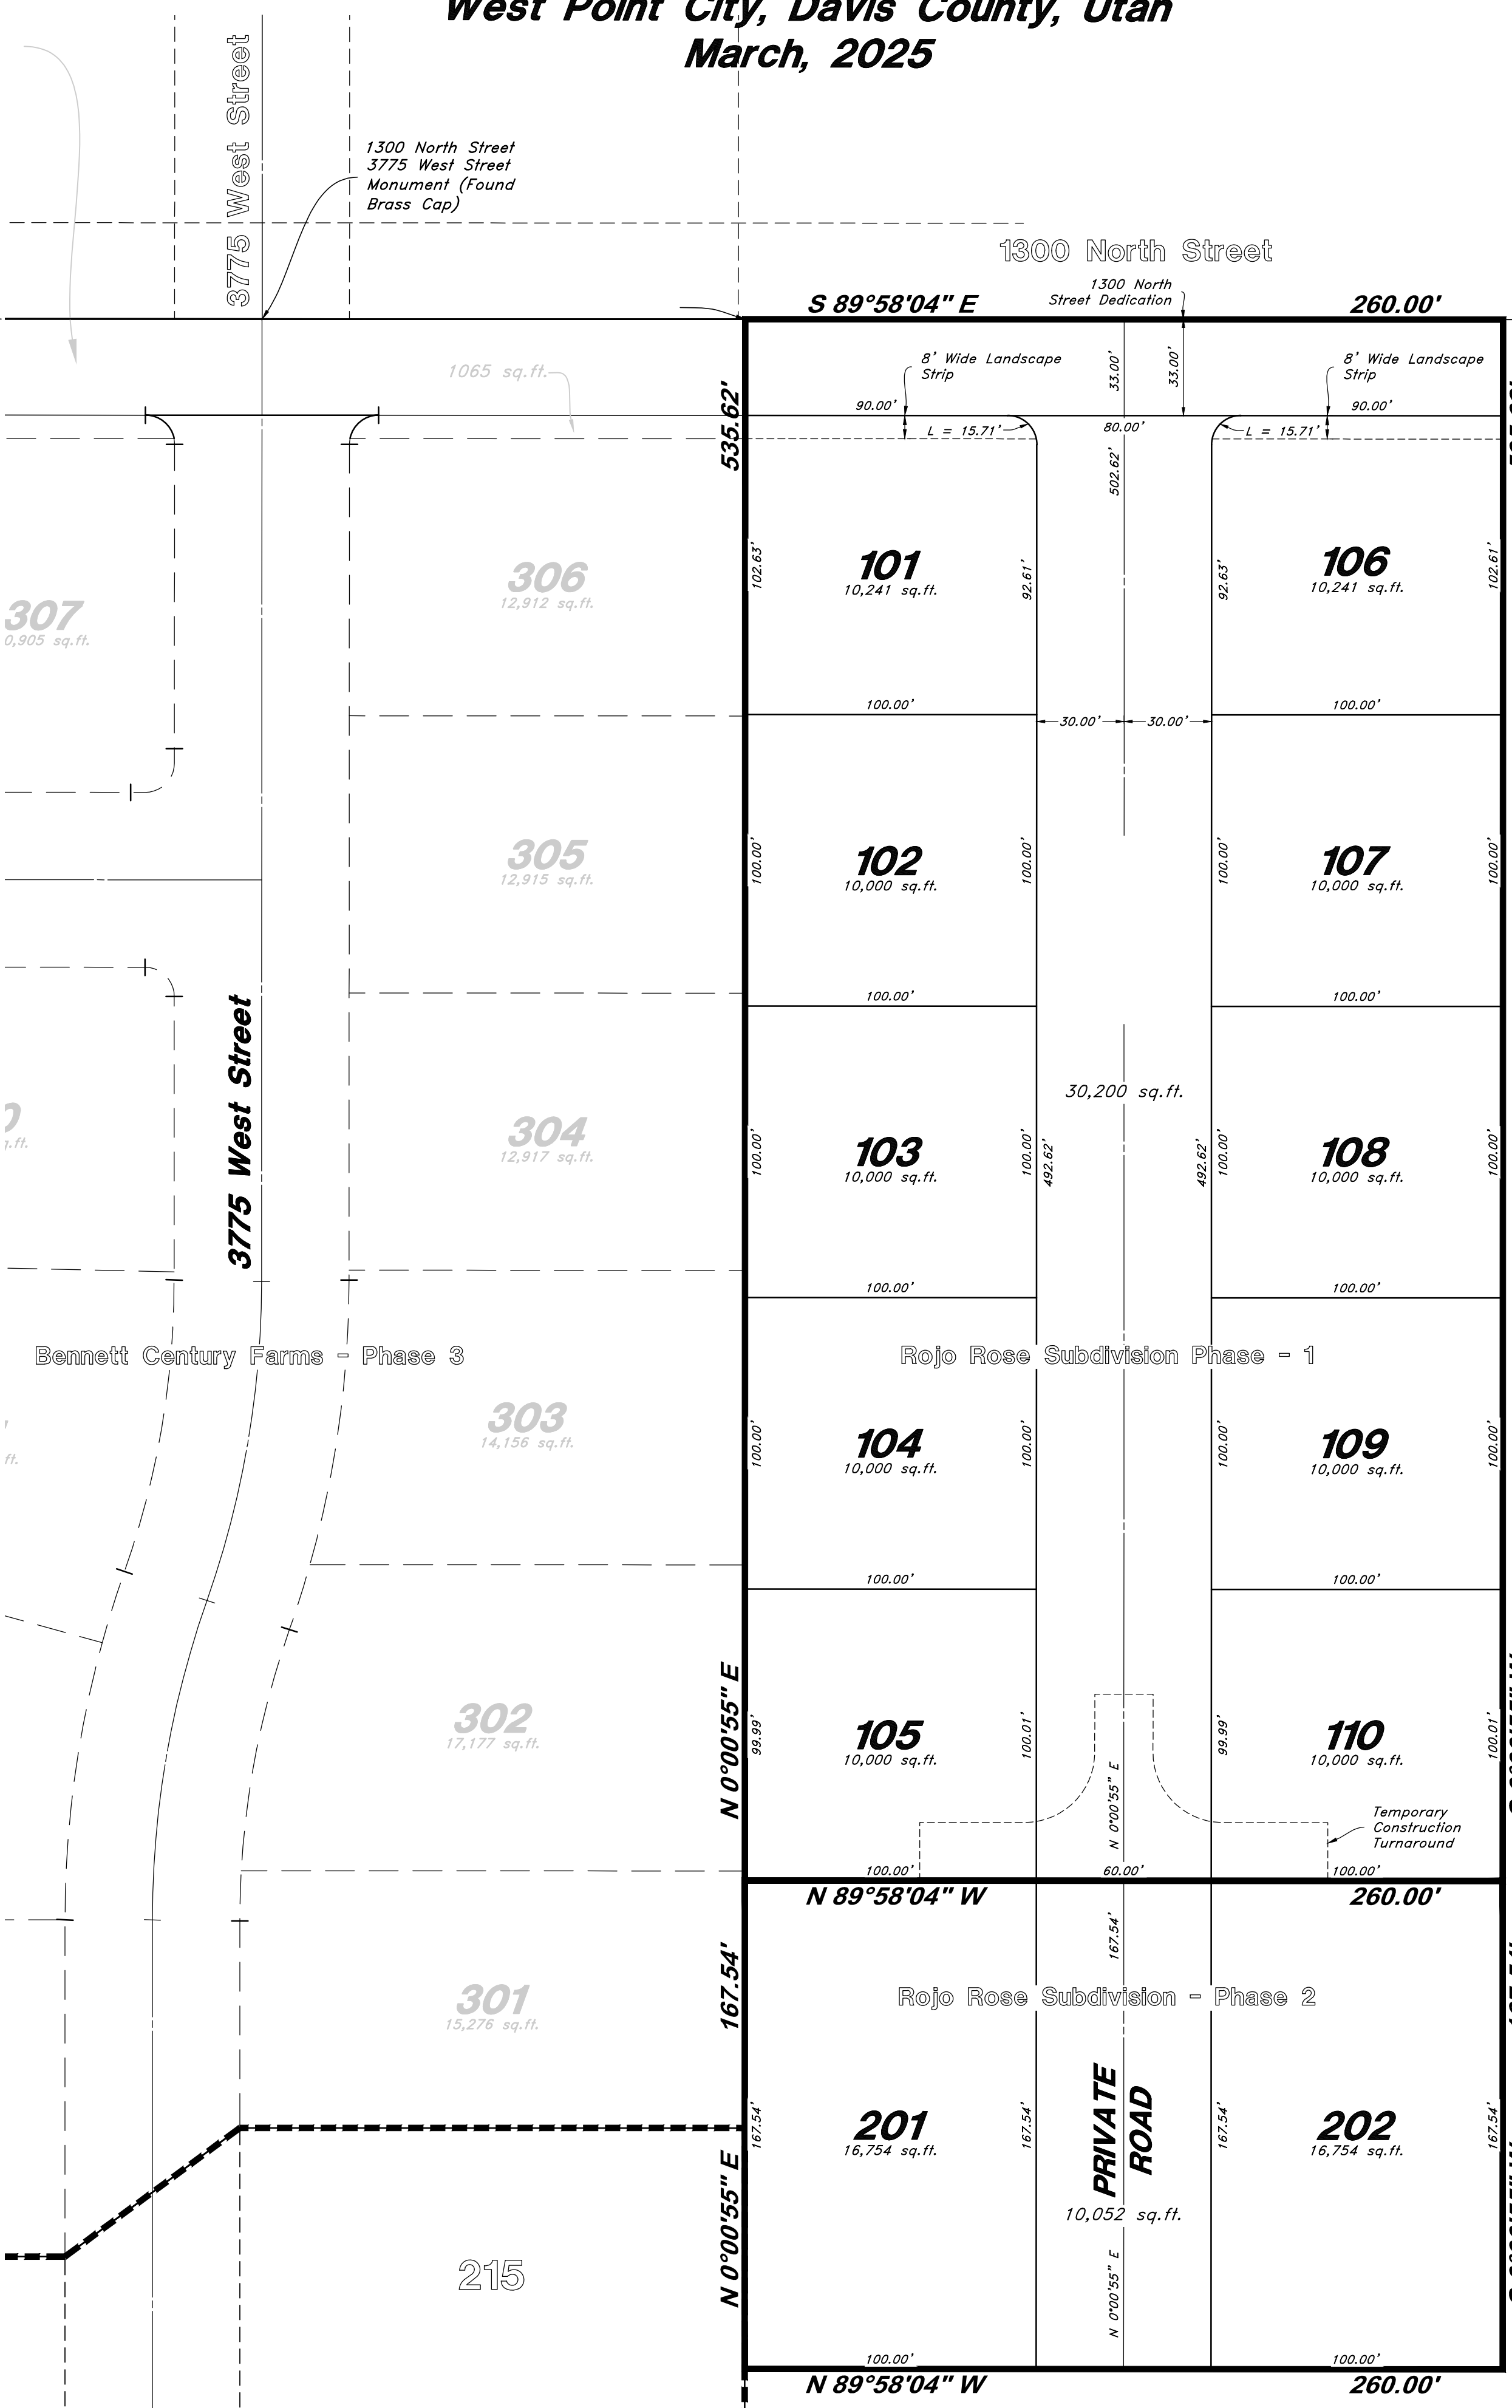 West Point City, Davis County, Utah
March, 2025
3775 West Street
1300 North Street
3775 West Street
Monument (Found
Brass Cap)
1300 North Street
1300 North
Street Dedication
S 89°58'04" E
260.00'
1065 sq.ft.
8' Wide Landscape
Strip
33.00'
33.00'
8' Wide Landscape
Strip
535.62'
90.00'
90.00'
L = 15.71'
80.00'
L = 15.71'
502.62'
102.63'
101
10,241 sq.ft.
92.61'
92.63'
106
10,241 sq.ft.
102.61'
306
12,912 sq.ft.
307
0,905 sq.ft.
100.00'
30.00'
30.00'
100.00'
305
12,915 sq.ft.
100.00'
102
10,000 sq.ft.
100.00'
100.00'
107
10,000 sq.ft.
100.00'
100.00'
100.00'
3775 West Street
30,200 sq.ft.
304
12,917 sq.ft.
100.00'
103
10,000 sq.ft.
100.00'
492.62'
492.62'
100.00'
108
10,000 sq.ft.
100.00'
100.00'
100.00'
Bennett Century Farms - Phase 3
Rojo Rose Subdivision Phase - 1
303
14,156 sq.ft.
100.00'
104
10,000 sq.ft.
100.00'
100.00'
109
10,000 sq.ft.
100.00'
100.00'
100.00'
302
17,177 sq.ft.
N 0°00'55" E
99.99'
105
10,000 sq.ft.
100.01'
99.99'
110
10,000 sq.ft.
100.01'
N 0°00'55" E
Temporary
Construction
Turnaround
100.00'
60.00'
100.00'
N 89°58'04" W
260.00'
167.54'
167.54'
Rojo Rose Subdivision - Phase 2
301
15,276 sq.ft.
167.54'
201
16,754 sq.ft.
167.54'
PRIVATE
ROAD
167.54'
202
16,754 sq.ft.
167.54'
10,052 sq.ft.
N 0°00'55" E
N 0°00'55" E
215
100.00'
100.00'
N 89°58'04" W
260.00'